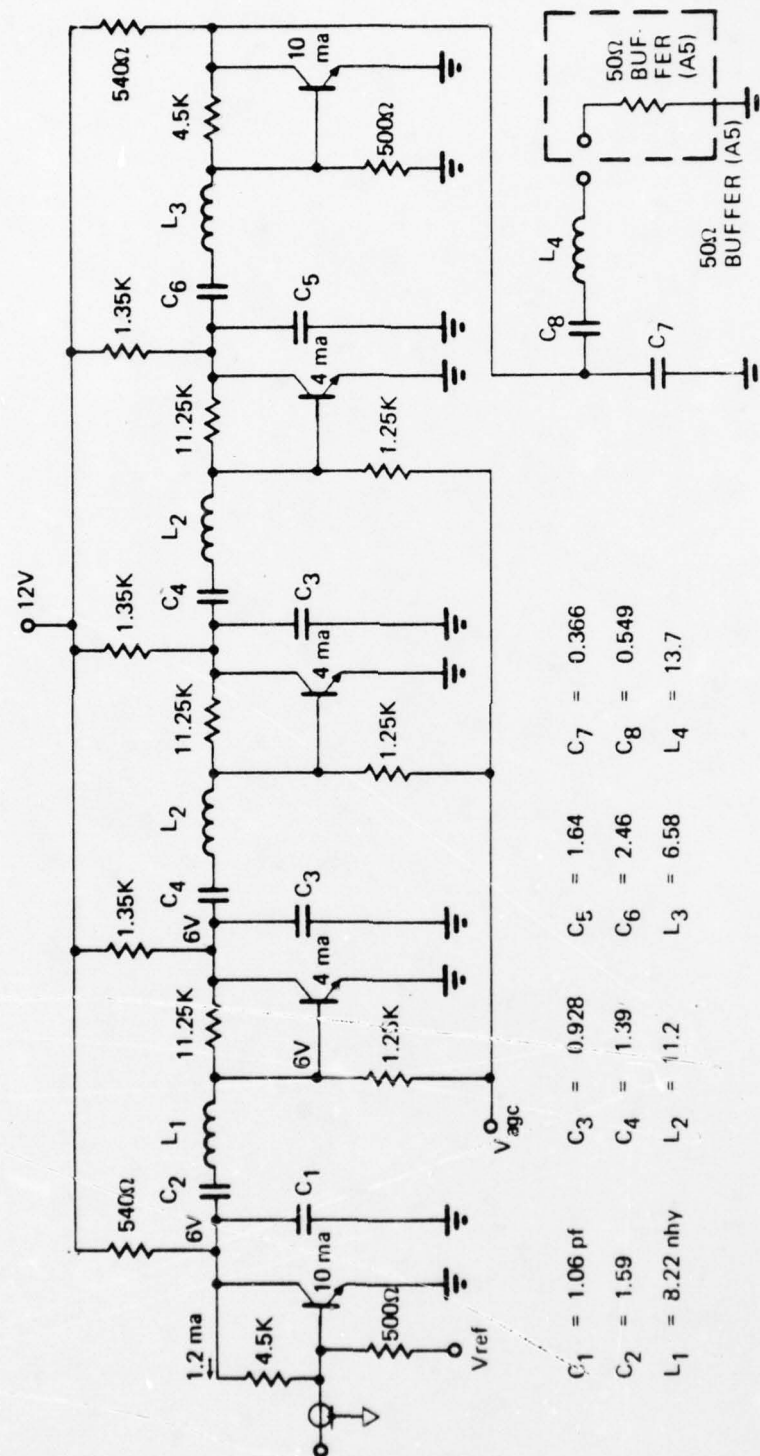 12V
540Ω
1.35K
1.35K
1.35K
540Ω
1.2 ma
6V
C₂
L₁
11.25K
6V
C₄
L₂
11.25K
C₄
L₂
11.25K
C₆
L₃
4.5K
4.5K
10 ma
C₁
6V
4 ma
C₃
4 ma
C₃
4 ma
C₅
10 ma
500Ω
Vref
1.25K
1.25K
1.25K
500Ω
Vagc
C₈
L₄
50Ω
BUF-
FER
(A5)
C₇
50Ω
BUFFER (A5)
C₁ = 1.06 pf
C₃ = 0.928
C₅ = 1.64
C₇ = 0.366
C₂ = 1.59
C₄ = 1.39
C₆ = 2.46
C₈ = 0.549
L₁ = 8.22 nhy
L₂ = 11.2
L₃ = 6.58
L₄ = 13.7